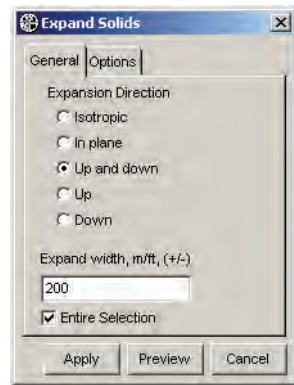 Expand Solids
General Options
Expansion Direction
Isotropic
In plane
Up and down
Up
Down
Expand width, m/ft, (+/-)
200
Entire Selection
Apply Preview Cancel